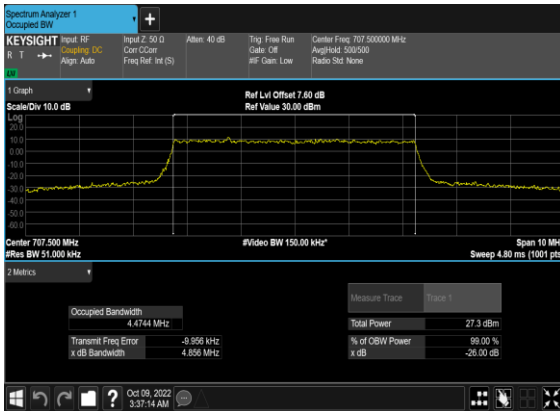 Spectrum Analyzer 1
Occupied BW
KEYSIGHT Input: RF Input Z: 50 Ω Atten: 40 dB Trig: Free Run Center Freq: 707.500000 MHz
R T Coupling: DC Corr CCorr Gate: Off Avg|Hold: 500/500
Align: Auto Freq Ref: Int (S) #IF Gain: Low Radio Std: None
LW
1 Graph
Ref Lvl Offset 7.60 dB
Scale/Div 10.0 dB Ref Value 30.00 dBm
Log
20.0
10.0
0.00
-10.0
-20.0
-30.0
-40.0
-50.0
-60.0
Center 707.500 MHz #Video BW 150.00 kHz* Span 10 MH
#Res BW 51.000 kHz Sweep 4.80 ms (1001 pts
2 Metrics
Measure Trace Trace 1
Occupied Bandwidth
4.4744 MHz Total Power 27.3 dBm
Transmit Freq Error -9.956 kHz % of OBW Power 99.00 %
x dB Bandwidth 4.856 MHz x dB -26.00 dB
? Oct 09, 2022
3:37:14 AM